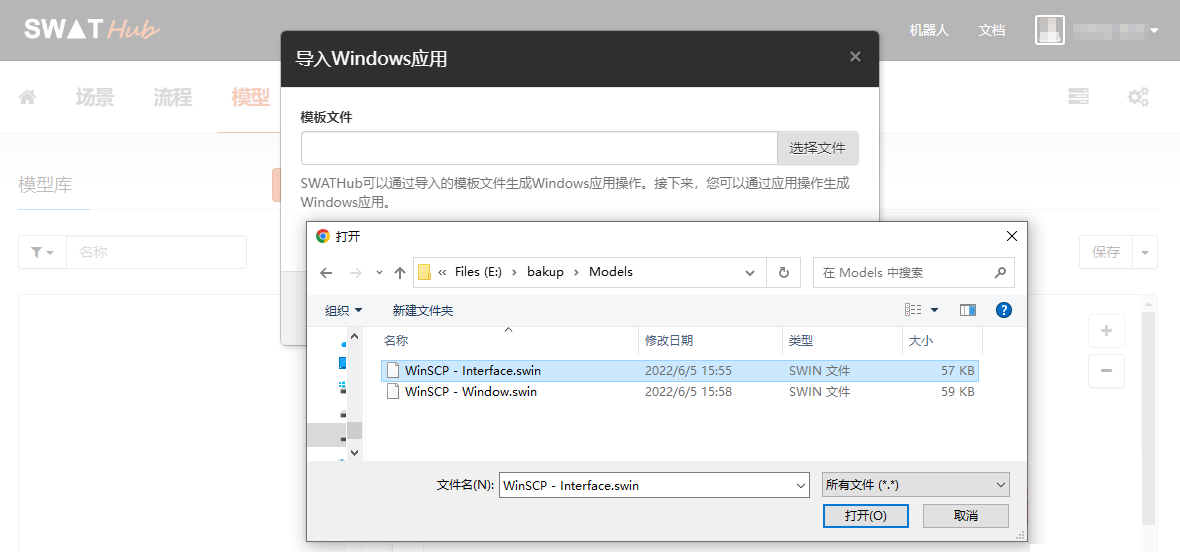 SWAT Hub
机器人
文档
导入Windows应用
场景
流程
模型
模板文件
选择文件
SWATHub可以通过导入的模板文件生成Windows应用操作。接下来，您可以通过应用操作生成
Windows应用。
模型库
名称
保存
打开
« Files (E:) › bakup › Models
在 Models 中搜索
组织
新建文件夹
名称 修改日期 类型 大小
WinSCP - Interface.swin 2022/6/5 15:55 SWIN 文件 57 KB
WinSCP - Window.swin 2022/6/5 15:58 SWIN 文件 59 KB
文件名(N): WinSCP - Interface.swin 所有文件 (*.*)
打开(O) 取消